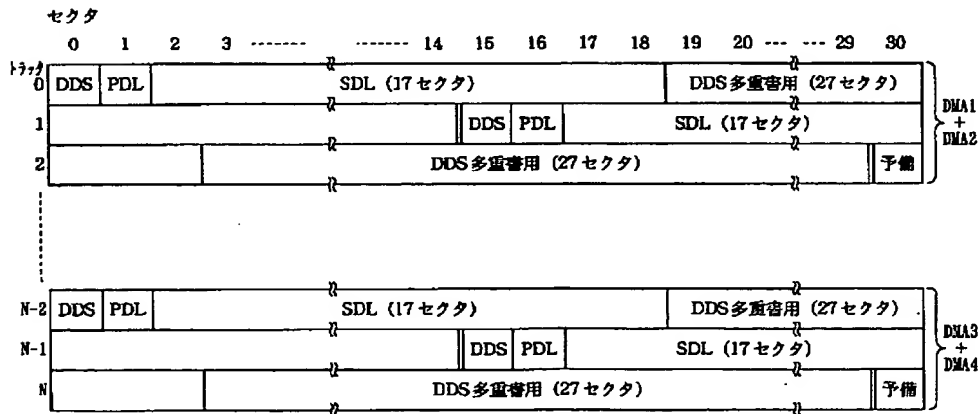 セクタ
0 1 2 3 ‥‥‥‥ ‥‥‥‥ 14 15 16 17 18 19 20 ‥‥ ‥‥ 29 30
トラック
0 DDS PDL SDL (17セクタ) DDS多重書用 (27セクタ)
1 DDS PDL SDL (17セクタ)
2 DDS多重書用 (27セクタ) 予備
DMA1
+
DMA2
N-2 DDS PDL SDL (17セクタ) DDS多重書用 (27セクタ)
N-1 DDS PDL SDL (17セクタ)
N DDS多重書用 (27セクタ) 予備
DMA3
+
DMA4